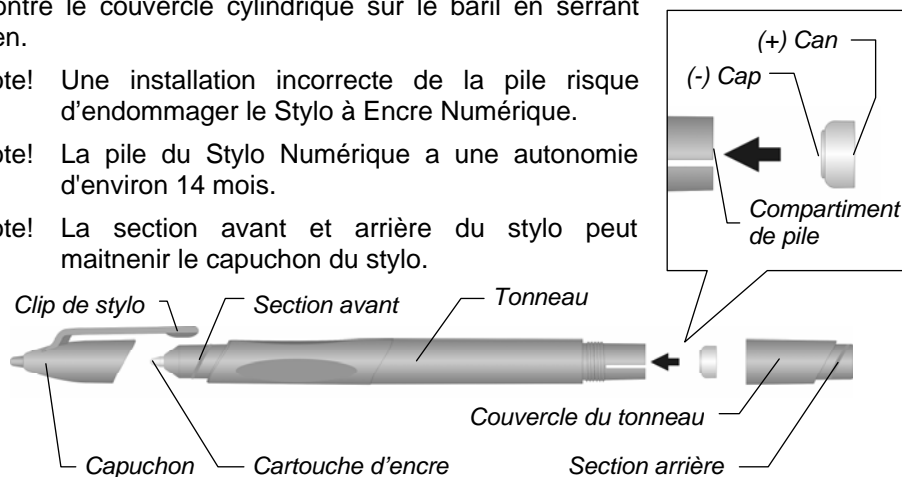 ontre le couvercle cylindrique sur le baril en serrant
en.
ote! Une installation incorrecte de la pile risque
d'endommager le Stylo à Encre Numérique.
ote! La pile du Stylo Numérique a une autonomie
d'environ 14 mois.
ote! La section avant et arrière du stylo peut
maitnenir le capuchon du stylo.
(+) Can
(-) Cap
Compartiment
de pile
Clip de stylo
Section avant
Tonneau
Couvercle du tonneau
Capuchon
Cartouche d'encre
Section arrière